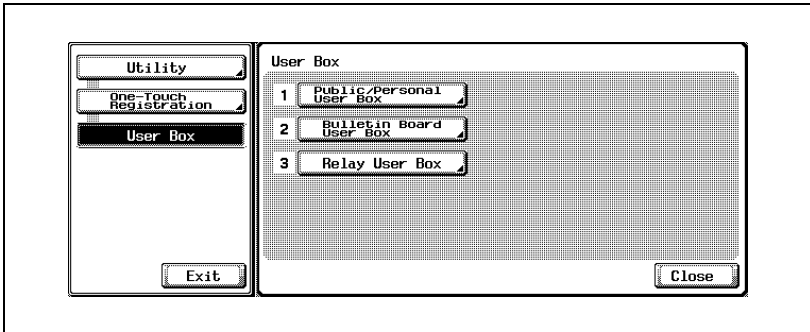 Utility
One-Touch
Registration
User Box
Exit
User Box
1 Public/Personal
User Box
2 Bulletin Board
User Box
3 Relay User Box
Close